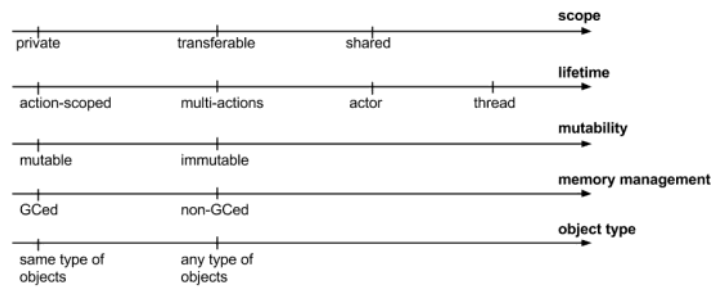 scope
private transferable shared
lifetime
action-scoped multi-actions actor thread
mutability
mutable immutable
memory management
GCed non-GCed
object type
same type of any type of
objects objects